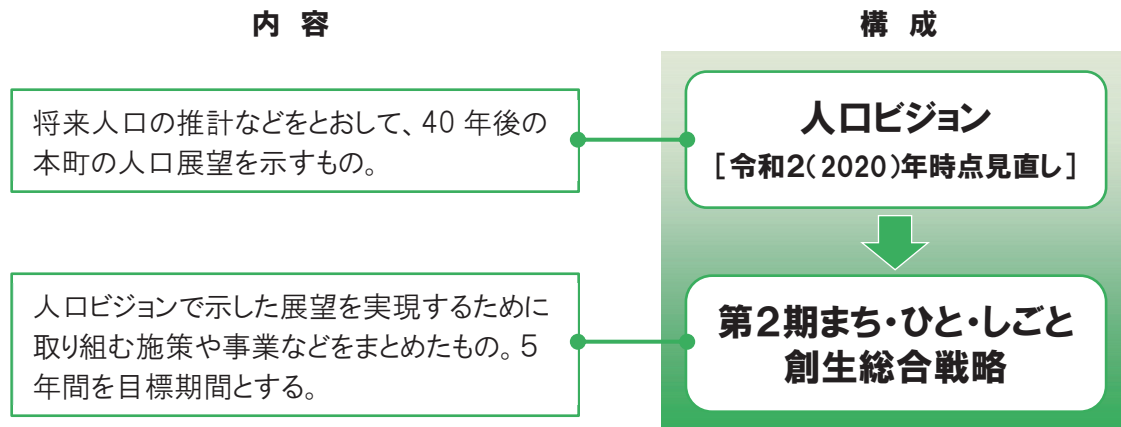 内 容
構 成
将来人口の推計などをとおして、40 年後の
本町の人口展望を示すもの。
人口ビジョン
[令和2(2020)年時点見直し]
人口ビジョンで示した展望を実現するために
取り組む施策や事業などをまとめたもの。5
年間を目標期間とする。
第2期まち・ひと・しごと
創生総合戦略